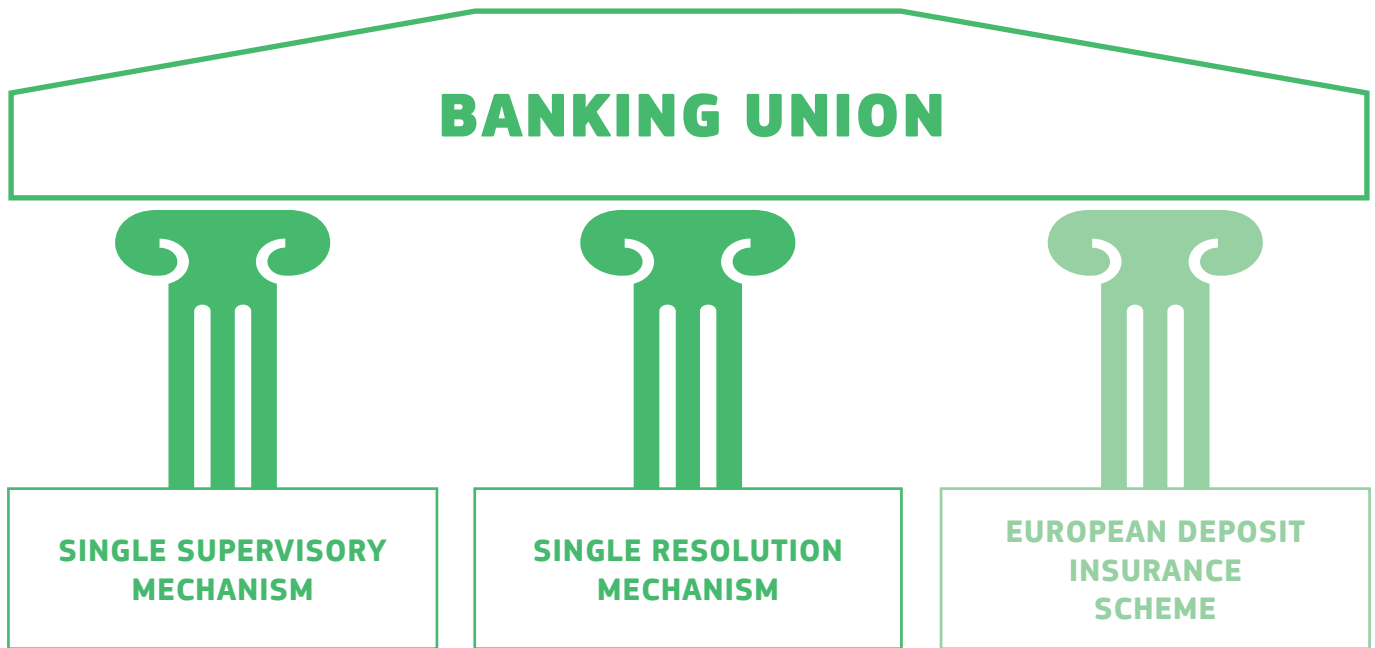 BANKING UNION
SINGLE SUPERVISORY
MECHANISM
SINGLE RESOLUTION
MECHANISM
EUROPEAN DEPOSIT
INSURANCE
SCHEME